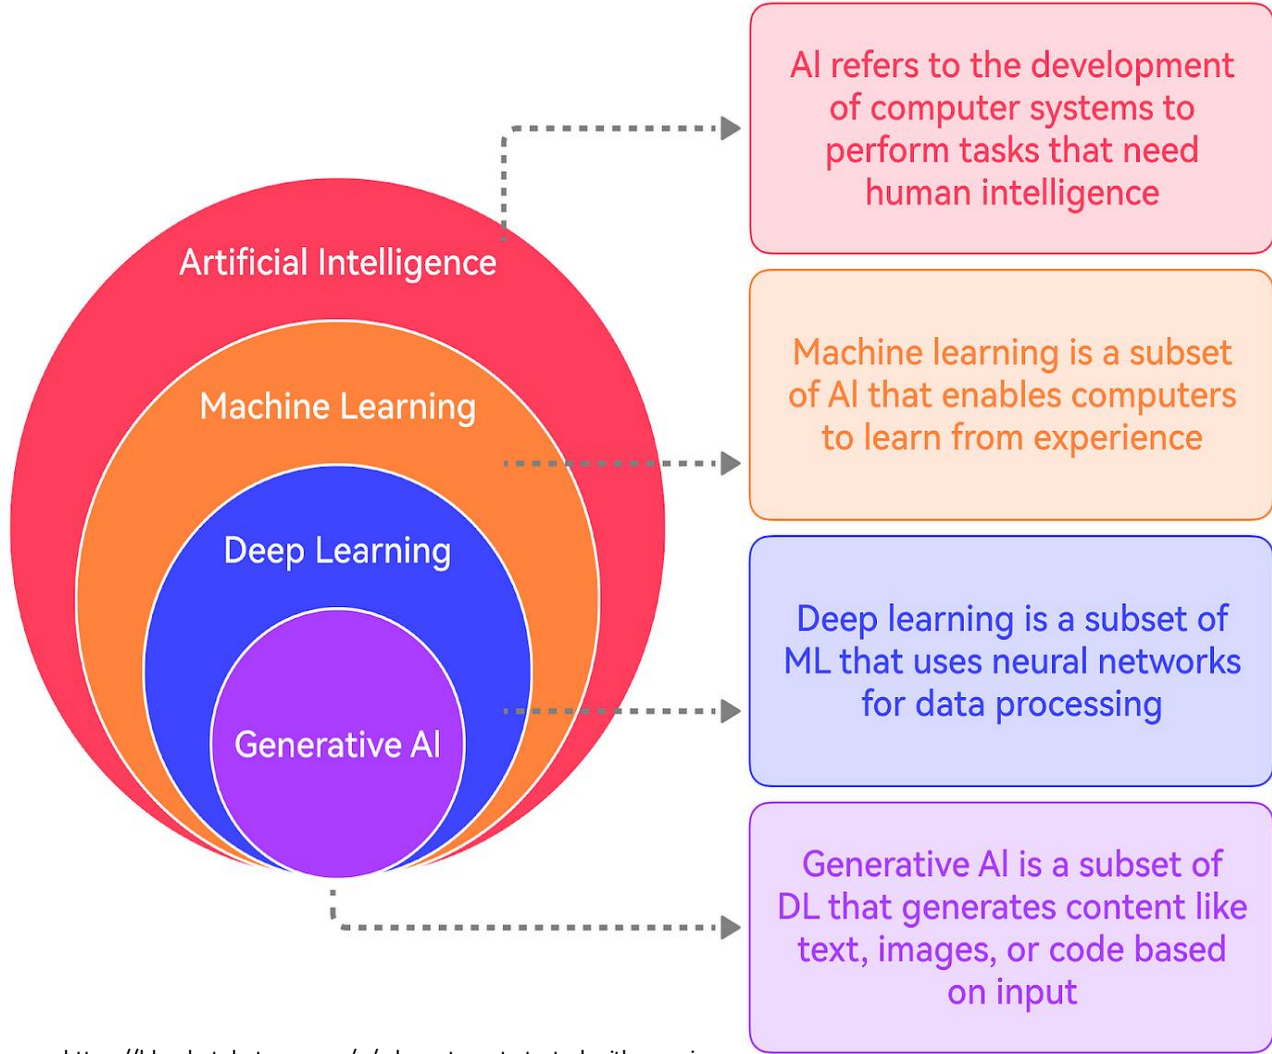 Artificial Intelligence
Machine Learning
Deep Learning
Generative AI
AI refers to the development
of computer systems to
perform tasks that need
human intelligence
Machine learning is a subset
of AI that enables computers
to learn from experience
Deep learning is a subset of
ML that uses neural networks
for data processing
Generative AI is a subset of
DL that generates content like
text, images, or code based
on input